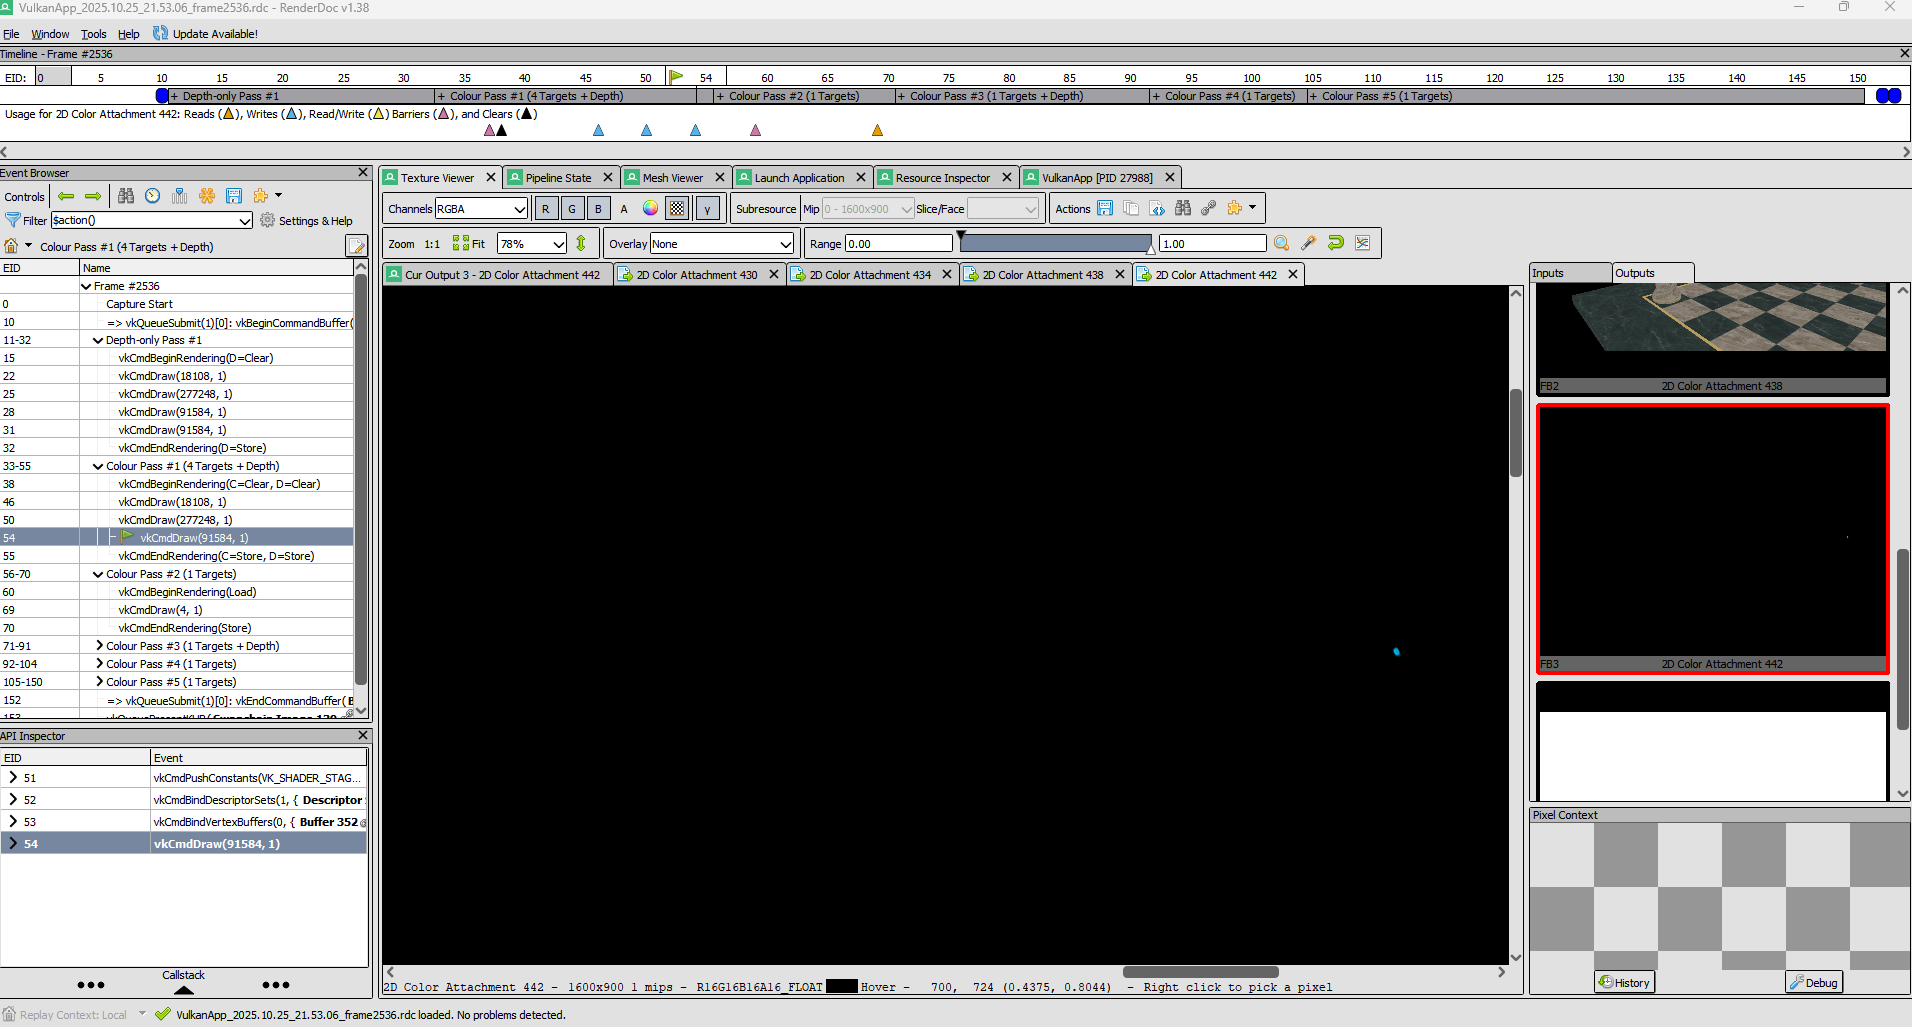 VulkanApp_2025.10.25_21.53.06_frame2536.rdc - RenderDoc v1.38
File Window Tools Help Update Available!
Timeline - Frame #2536
EID: 0 5 10 15 20 25 30 35 40 45 50 54 60 65 70 75 80 85 90 95 100 105 110 115 120 125 130 135 140 145 150
+ Depth-only Pass #1 + Colour Pass #1 (4 Targets + Depth) + Colour Pass #2 (1 Targets) + Colour Pass #3 (1 Targets + Depth) + Colour Pass #4 (1 Targets) + Colour Pass #5 (1 Targets)
Usage for 2D Color Attachment 442: Reads ( ), Writes ( ), Read/Write ( ) Barriers ( ), and Clears ( )
Event Browser
Controls
Filter $action() Settings & Help
Colour Pass #1 (4 Targets + Depth)
EID Name
Frame #2536
0 Capture Start
10 => vkQueueSubmit(1)[0]: vkBeginCommandBuffer(
11-32 Depth-only Pass #1
15 vkCmdBeginRendering(D=Clear)
22 vkCmdDraw(18108, 1)
25 vkCmdDraw(277248, 1)
28 vkCmdDraw(91584, 1)
31 vkCmdDraw(91584, 1)
32 vkCmdEndRendering(D=Store)
33-55 Colour Pass #1 (4 Targets + Depth)
38 vkCmdBeginRendering(C=Clear, D=Clear)
46 vkCmdDraw(18108, 1)
50 vkCmdDraw(277248, 1)
54 vkCmdDraw(91584, 1)
55 vkCmdEndRendering(C=Store, D=Store)
56-70 Colour Pass #2 (1 Targets)
60 vkCmdBeginRendering(Load)
69 vkCmdDraw(4, 1)
70 vkCmdEndRendering(Store)
71-91 Colour Pass #3 (1 Targets + Depth)
92-104 Colour Pass #4 (1 Targets)
105-150 Colour Pass #5 (1 Targets)
152 => vkQueueSubmit(1)[0]: vkEndCommandBuffer( B
API Inspector
EID Event
51 vkCmdPushConstants(VK_SHADER_STAG...
52 vkCmdBindDescriptorSets(1, { Descriptor
53 vkCmdBindVertexBuffers(0, { Buffer 352
54 vkCmdDraw(91584, 1)
Callstack
Texture Viewer Pipeline State Mesh Viewer Launch Application Resource Inspector VulkanApp [PID 27988]
Channels RGBA R G B A γ Subresource Mip 0 - 1600x900 Slice/Face Actions
Zoom 1:1 Fit 78% Overlay None Range 0.00 1.00
Cur Output 3 - 2D Color Attachment 442 2D Color Attachment 430 2D Color Attachment 434 2D Color Attachment 438 2D Color Attachment 442
2D Color Attachment 442 - 1600x900 1 mips - R16G16B16A16_FLOAT Hover - 700, 724 (0.4375, 0.8044) - Right click to pick a pixel
Inputs Outputs
FB2 2D Color Attachment 438
FB3 2D Color Attachment 442
Pixel Context
History Debug
Replay Context: Local VulkanApp_2025.10.25_21.53.06_frame2536.rdc loaded. No problems detected.